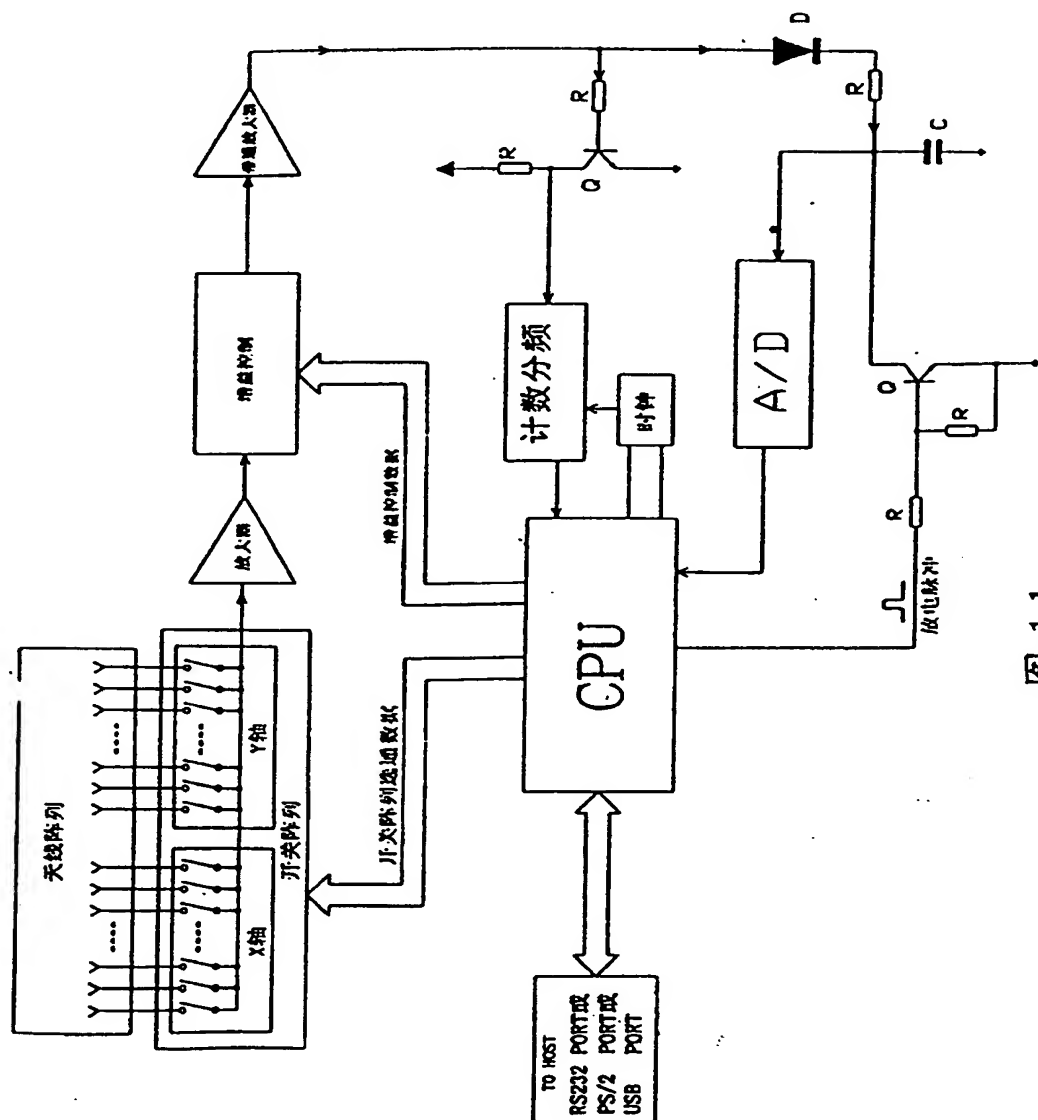 天线阵列
X轴
Y轴
开关阵列
放大器
增益控制
带通放大器
开关阵列选通数据
增益控制数据
TO HOST
RS232 PORT或
PS/2 PORT或
USB PORT
CPU
计数分频
时钟
A/D
放电脉冲
R
R
Q
D
R
C
Q
R
R
图 1.1